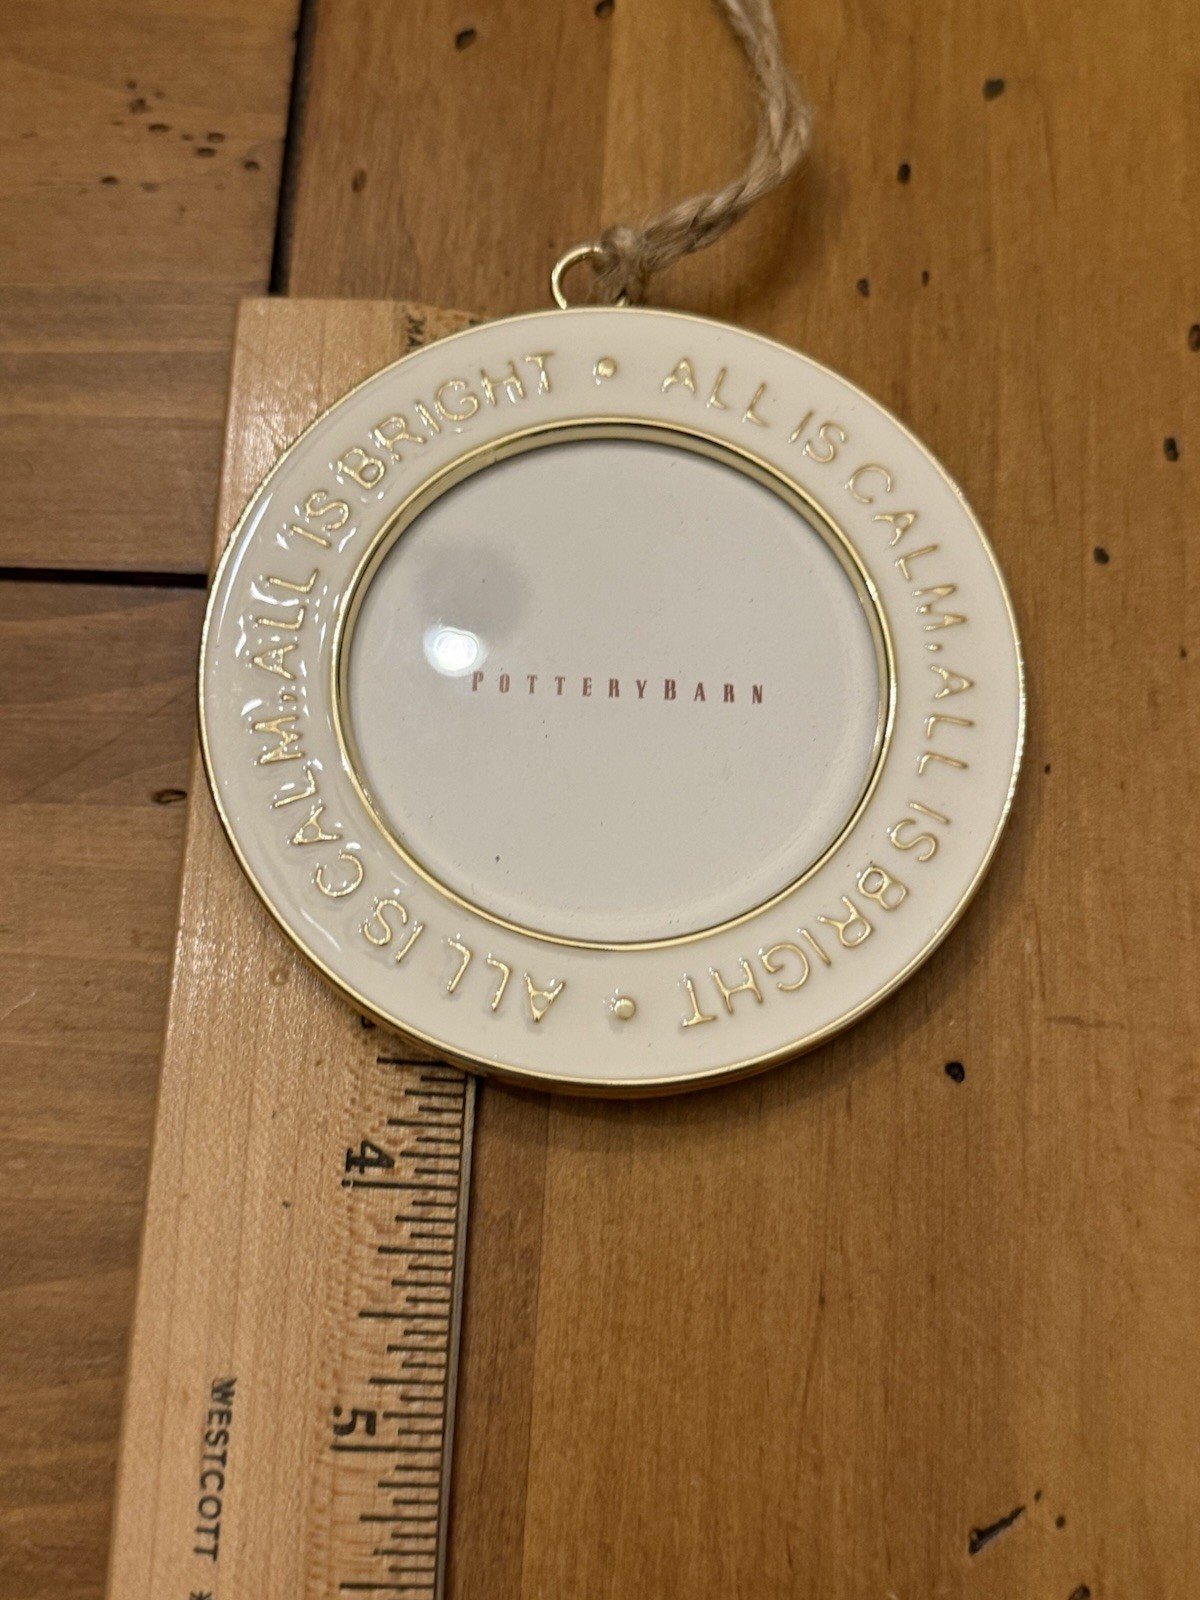 ALL IS CALM. ALL IS BRIGHT • ALL IS CALM. ALL IS BRIGHT •
POTTERYBARN
4
5
WESTCOTT